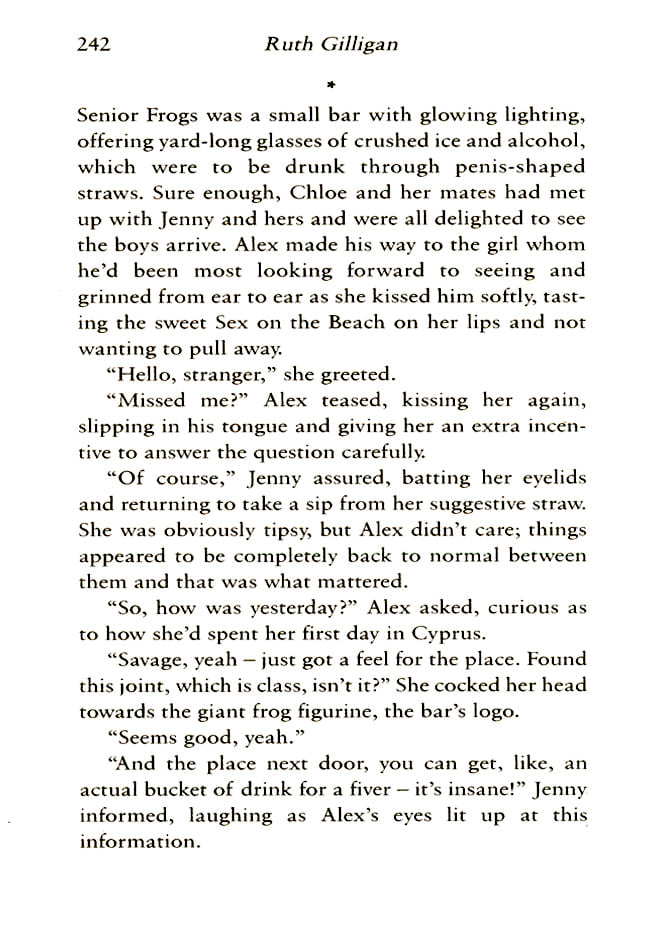 242 Ruth Gilligan
*
Senior Frogs was a small bar with glowing lighting,
offering yard-long glasses of crushed ice and alcohol,
which were to be drunk through penis-shaped
straws. Sure enough, Chloe and her mates had met
up with Jenny and hers and were all delighted to see
the boys arrive. Alex made his way to the girl whom
he’d been most looking forward to seeing and
grinned from ear to ear as she kissed him softly, tast-
ing the sweet Sex on the Beach on her lips and not
wanting to pull away.
“Hello, stranger,” she greeted.
“Missed me?” Alex teased, kissing her again,
slipping in his tongue and giving her an extra incen-
tive to answer the question carefully.
“Of course,” Jenny assured, batting her eyelids
and returning to take a sip from her suggestive straw.
She was obviously tipsy, but Alex didn’t care; things
appeared to be completely back to normal between
them and that was what mattered.
“So, how was yesterday?” Alex asked, curious as
to how she’d spent her first day in Cyprus.
“Savage, yeah – just got a feel for the place. Found
this joint, which is class, isn’t it?” She cocked her head
towards the giant frog figurine, the bar’s logo.
“Seems good, yeah.”
“And the place next door, you can get, like, an
actual bucket of drink for a fiver – it’s insane!” Jenny
informed, laughing as Alex’s eyes lit up at this
information.